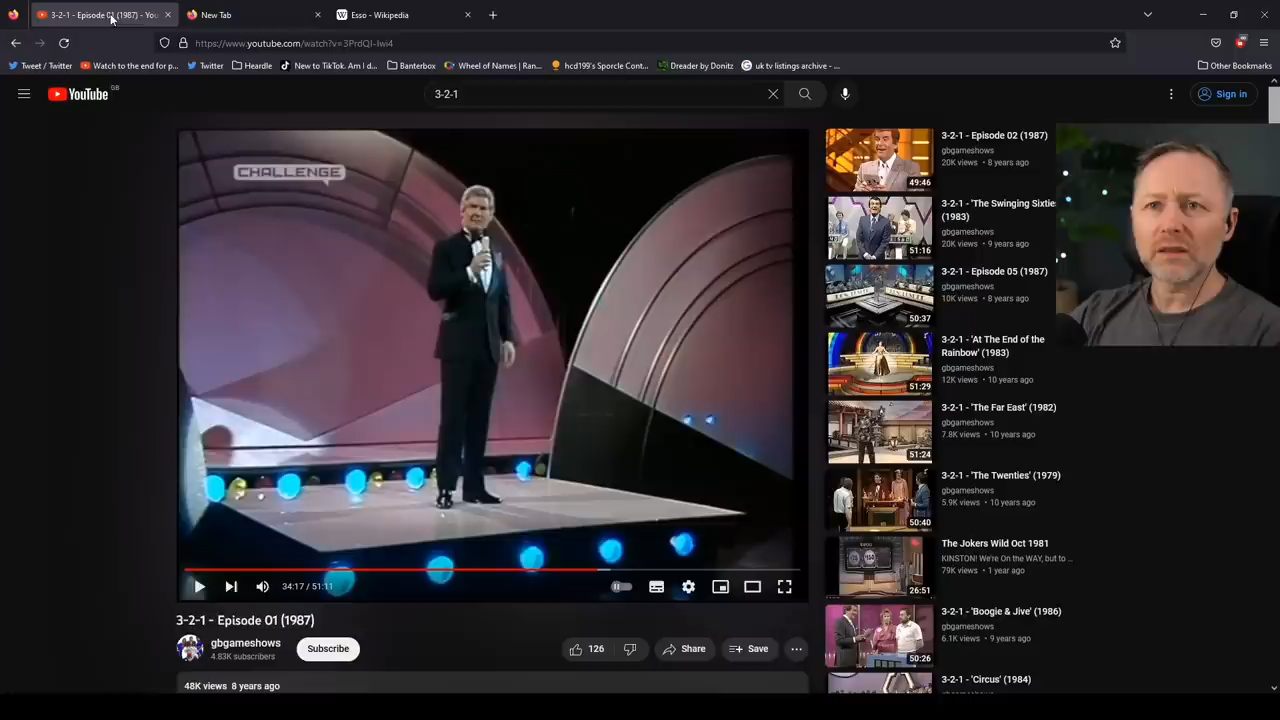 3-2-1 - Episode 01 (1987) - You
New Tab
Esso - Wikipedia
https://www.youtube.com/watch?v=3PrdQI-Iwi4
Tweet / Twitter
Watch to the end for p...
Twitter
Heardle
New to TikTok. Am I d...
Banterbox
Wheel of Names | Ran...
hcd199's Sporcle Cont...
Dreader by Donitz
uk tv listings archive - ...
Other Bookmarks
YouTube GB
3-2-1
Sign in
CHALLENGE
34:17 / 51:11
3-2-1 - Episode 01 (1987)
gbgameshows
4.83K subscribers
Subscribe
126
Share
Save
48K views 8 years ago
3-2-1 - Episode 02 (1987)
gbgameshows
20K views • 8 years ago
49:46
3-2-1 - 'The Swinging Sixties
(1983)
gbgameshows
20K views • 9 years ago
51:16
3-2-1 - Episode 05 (1987)
gbgameshows
10K views • 8 years ago
50:37
3-2-1 - 'At The End of the
Rainbow' (1983)
gbgameshows
12K views • 10 years ago
51:29
3-2-1 - 'The Far East' (1982)
gbgameshows
7.8K views • 10 years ago
51:24
3-2-1 - 'The Twenties' (1979)
gbgameshows
5.9K views • 10 years ago
50:40
The Jokers Wild Oct 1981
KINSTON! We're On the WAY, but to ...
79K views • 1 year ago
26:51
3-2-1 - 'Boogie & Jive' (1986)
gbgameshows
6.1K views • 9 years ago
50:26
3-2-1 - 'Circus' (1984)
gbgameshows